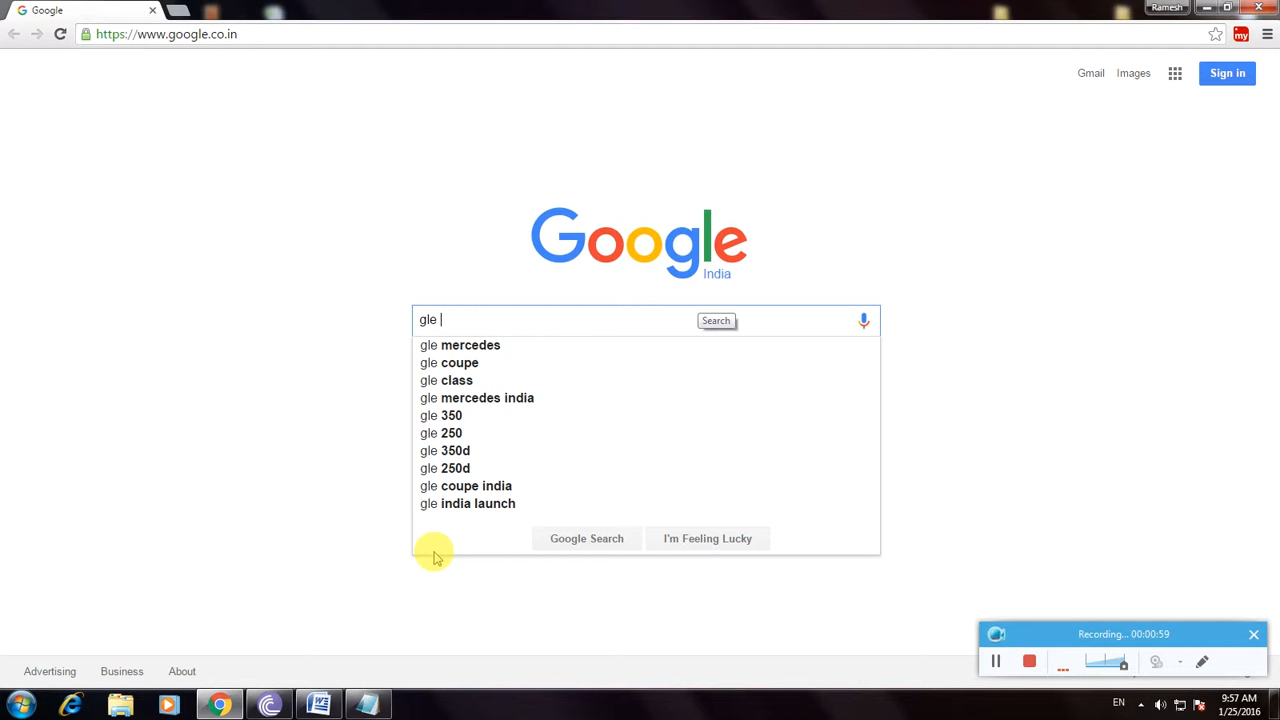 Google
Ramesh
https://www.google.co.in
my
Gmail Images
Sign in
Google
India
gle
Search
gle mercedes
gle coupe
gle class
gle mercedes india
gle 350
gle 250
gle 350d
gle 250d
gle coupe india
gle india launch
Google Search
I'm Feeling Lucky
Recording... 00:00:59
Advertising Business About
EN
9:57 AM
1/25/2016